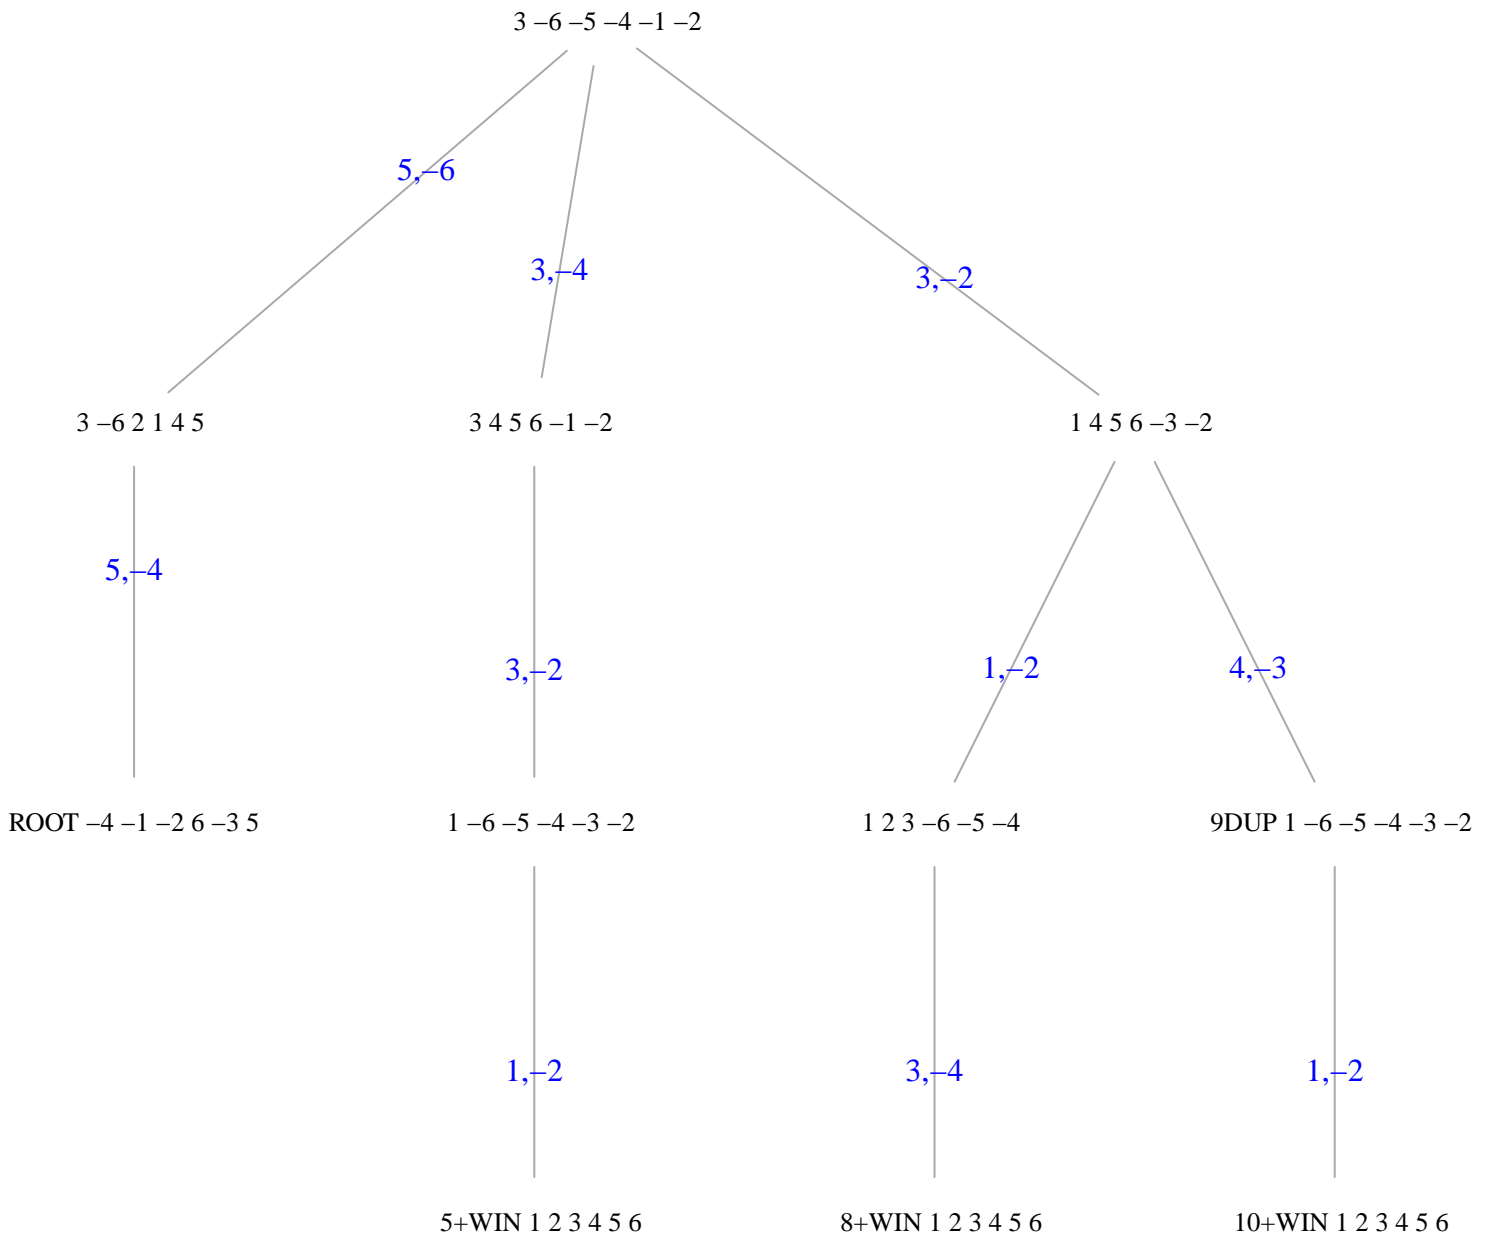 3 –6 –5 –4 –1 –2
5,–6
3,–4
3,–2
3 –6 2 1 4 5
3 4 5 6 –1 –2
1 4 5 6 –3 –2
5,–4
3,–2
1,–2
4,–3
ROOT –4 –1 –2 6 –3 5
1 –6 –5 –4 –3 –2
1 2 3 –6 –5 –4
9DUP 1 –6 –5 –4 –3 –2
1,–2
3,–4
1,–2
5+WIN 1 2 3 4 5 6
8+WIN 1 2 3 4 5 6
10+WIN 1 2 3 4 5 6